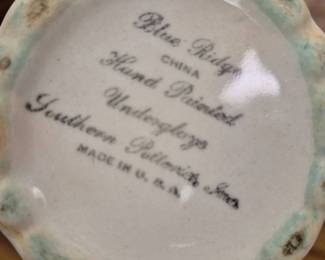 Blue Ridge
CHINA
Hand Painted
Underglaze
Southern Potteries, Inc.
MADE IN U. S. A.